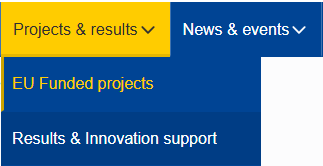 Projects & results News & events
EU Funded projects
Results & Innovation support